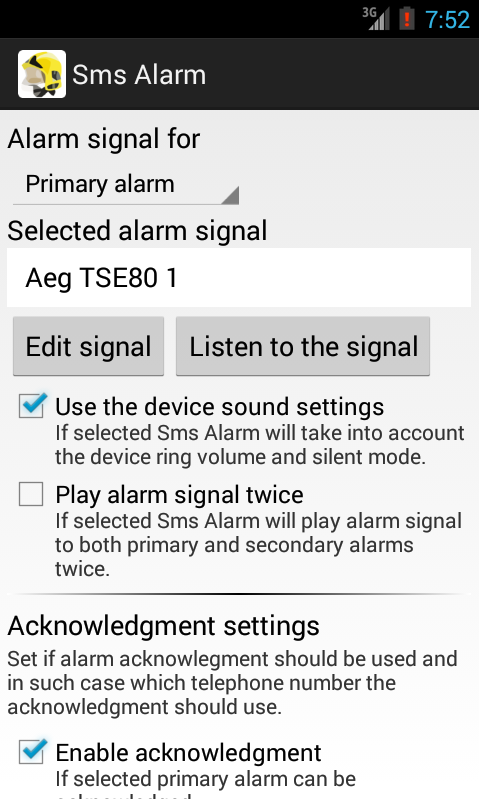 3G
7:52
Sms Alarm
Alarm signal for
Primary alarm
Selected alarm signal
Aeg TSE80 1
Edit signal
Listen to the signal
Use the device sound settings
If selected Sms Alarm will take into account
the device ring volume and silent mode.
Play alarm signal twice
If selected Sms Alarm will play alarm signal
to both primary and secondary alarms
twice.
Acknowledgment settings
Set if alarm acknowlegment should be used and
in such case which telephone number the
acknowledgment should use.
Enable acknowledgment
If selected primary alarm can be